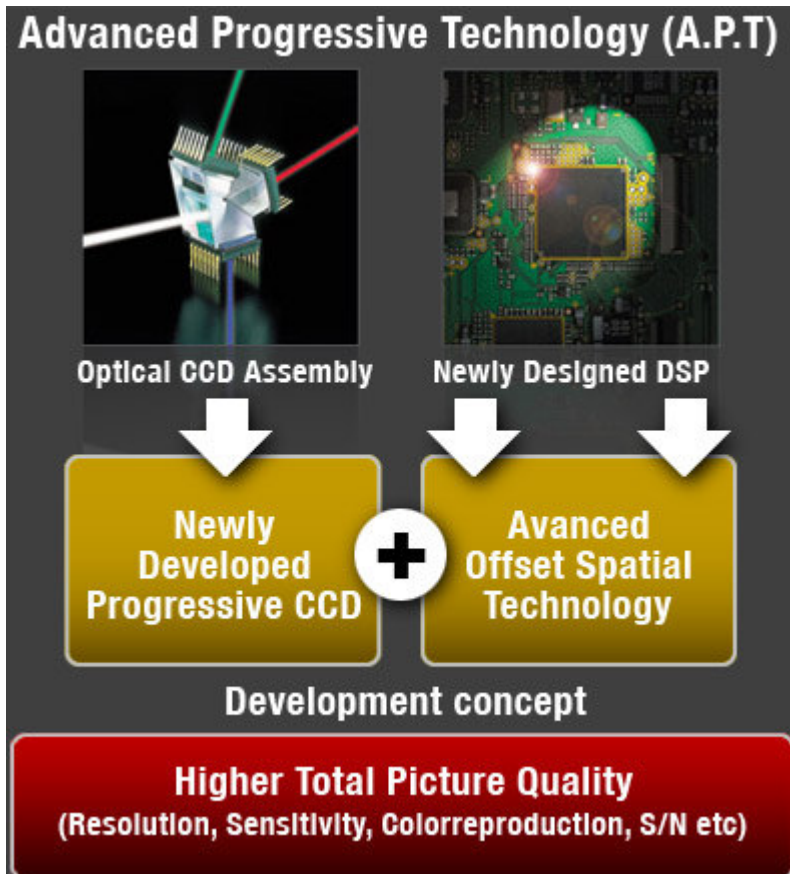 Advanced Progressive Technology (A.P.T)
Optical CCD Assembly
Newly Designed DSP
Newly
Developed
Progressive CCD
+
Avanced
Offset Spatial
Technology
Development concept
Higher Total Picture Quality
(Resolution, Sensitivity, Colorreproduction, S/N etc)